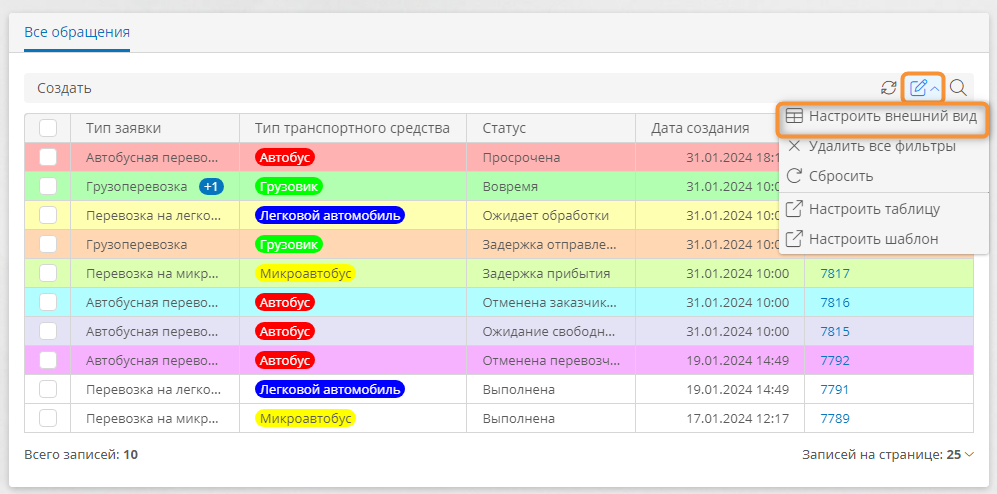 Все обращения
Создать
Настроить внешний вид
Удалить все фильтры
Сбросить
Настроить таблицу
Настроить шаблон
Тип заявки Тип транспортного средства Статус Дата создания
Автобусная перево... Автобус Просрочена 31.01.2024 18:1
Грузоперевозка +1 Грузовик Вовремя 31.01.2024 10:0
Перевозка на легко... Легковой автомобиль Ожидает обработки 31.01.2024 10:0
Грузоперевозка Грузовик Задержка отправле... 31.01.2024 10:0
Перевозка на микр... Микроавтобус Задержка прибытия 31.01.2024 10:00 7817
Автобусная перево... Автобус Отменена заказчик... 31.01.2024 10:00 7816
Автобусная перево... Автобус Ожидание свободн... 31.01.2024 10:00 7815
Автобусная перево... Автобус Отменена перевозч... 19.01.2024 14:49 7792
Перевозка на легко... Легковой автомобиль Выполнена 19.01.2024 14:49 7791
Перевозка на микр... Микроавтобус Выполнена 17.01.2024 12:17 7789
Всего записей: 10 Записей на странице: 25